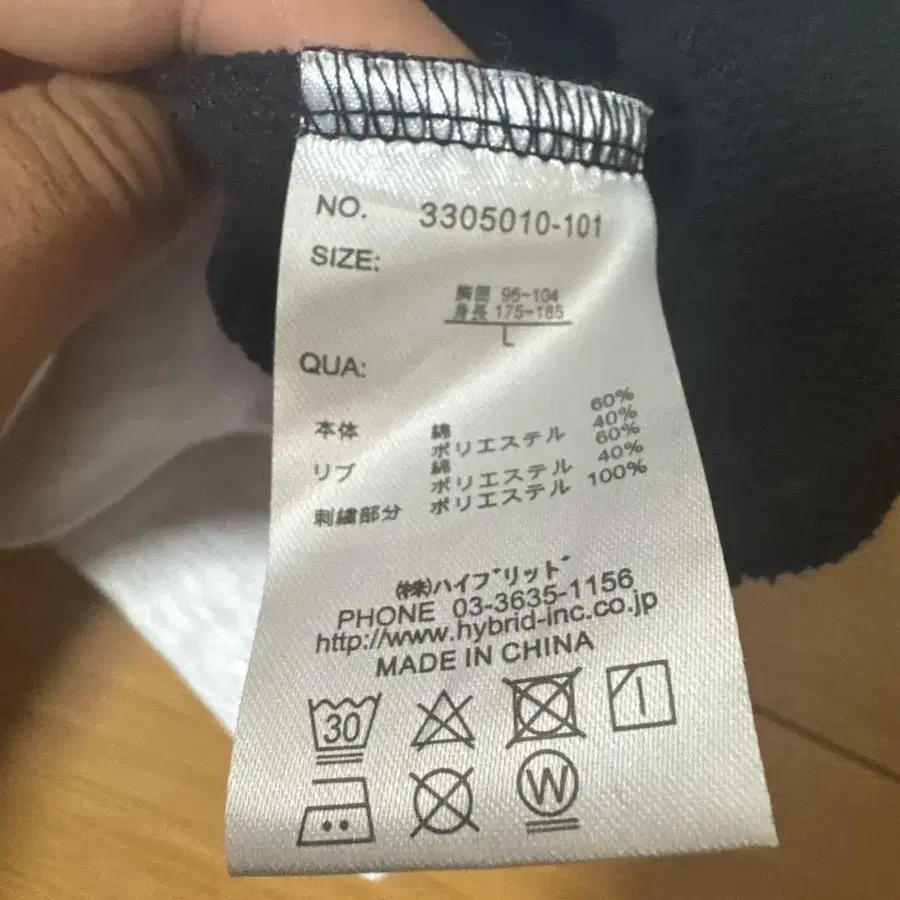 NO. 3305010-101
SIZE:
胸囲 96-104
身長 175-185
L
QUA:
本体 綿 60%
ポリエステル 40%
リブ 綿 60%
ポリエステル 40%
刺繍部分 ポリエステル 100%
㈱ハイブリット゛
PHONE 03-3635-1156
http://www.hybrid-inc.co.jp
MADE IN CHINA
30
W